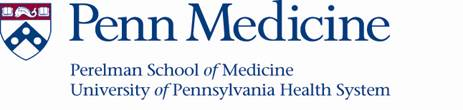 Penn Medicine
Perelman School of Medicine
University of Pennsylvania Health System